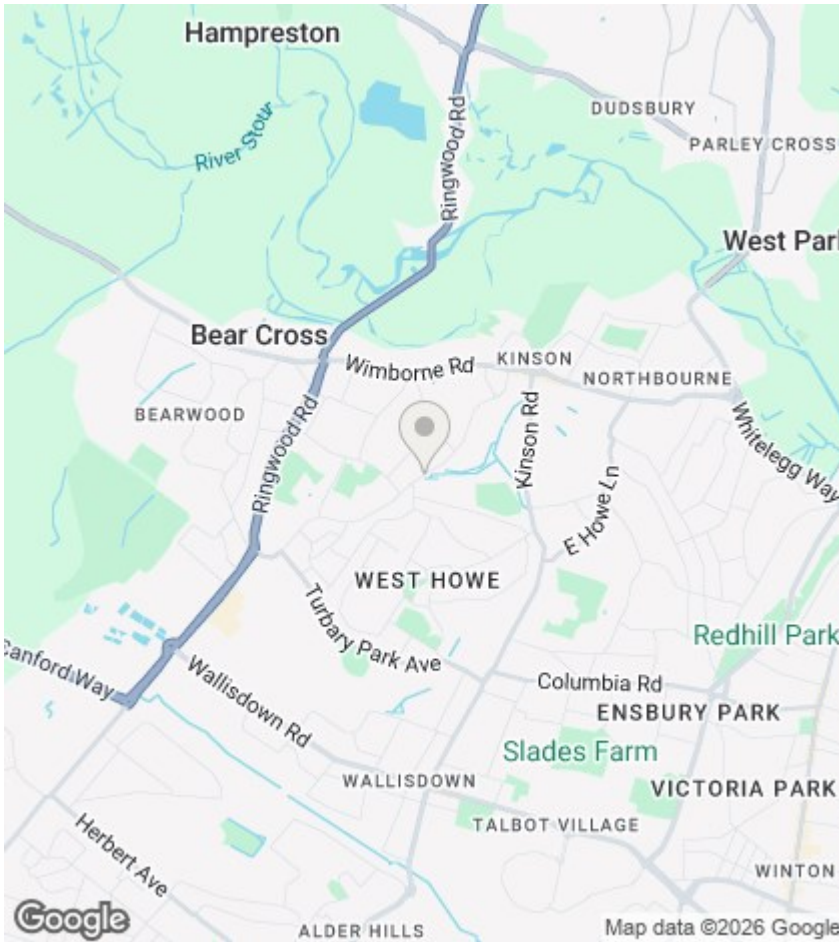 Hampreston
DUDSBURY
PARLEY CROSS
River Stour
Ringwood Rd
West Parl
Bear Cross
Wimborne Rd
KINSON
NORTHBOURNE
BEARWOOD
Ringwood Rd
Kinson Rd
Whitelegg Way
E Howe Ln
WEST HOWE
Turbary Park Ave
Redhill Park
Canford Way
Wallisdown Rd
Columbia Rd
ENSBURY PARK
Slades Farm
WALLISDOWN
VICTORIA PARK
TALBOT VILLAGE
Herbert Ave
WINTON
ALDER HILLS
Google
Map data ©2026 Google